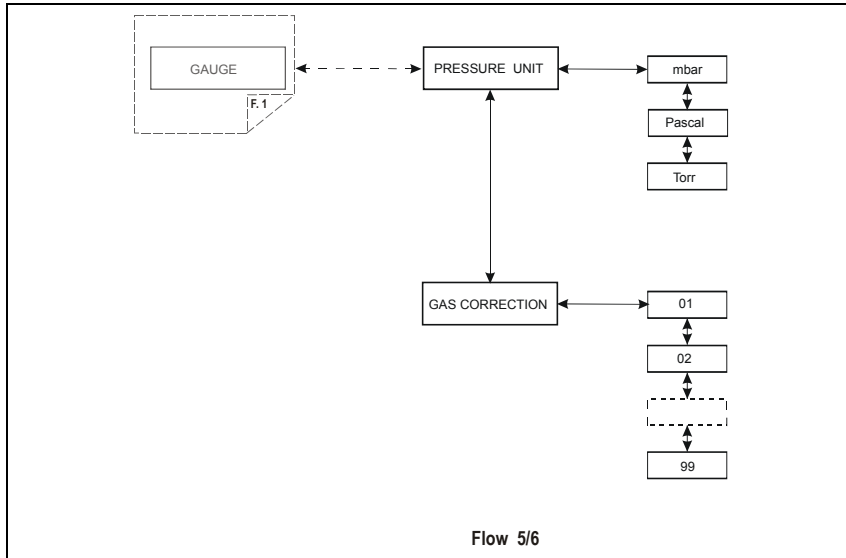 GAUGE
F. 1
PRESSURE UNIT
mbar
Pascal
Torr
GAS CORRECTION
01
02
99
Flow 5/6